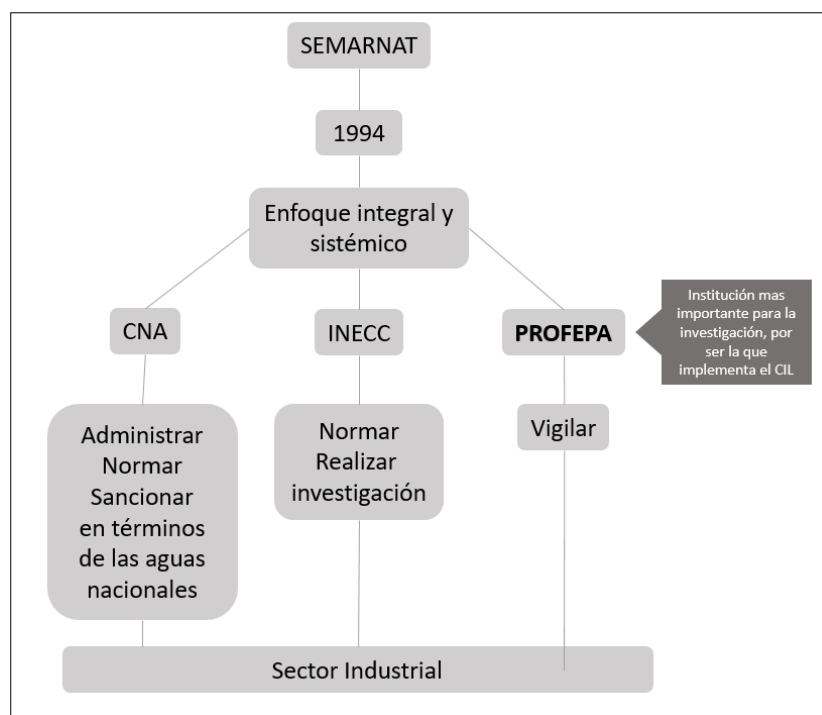 SEMARNAT
1994
Enfoque integral y
sistémico
CNA
INECC
PROFEPA
Institución mas
importante para la
investigación, por
ser la que
implementa el CIL
Administrar
Normar
Sancionar
en términos
de las aguas
nacionales
Normar
Realizar
investigación
Vigilar
Sector Industrial